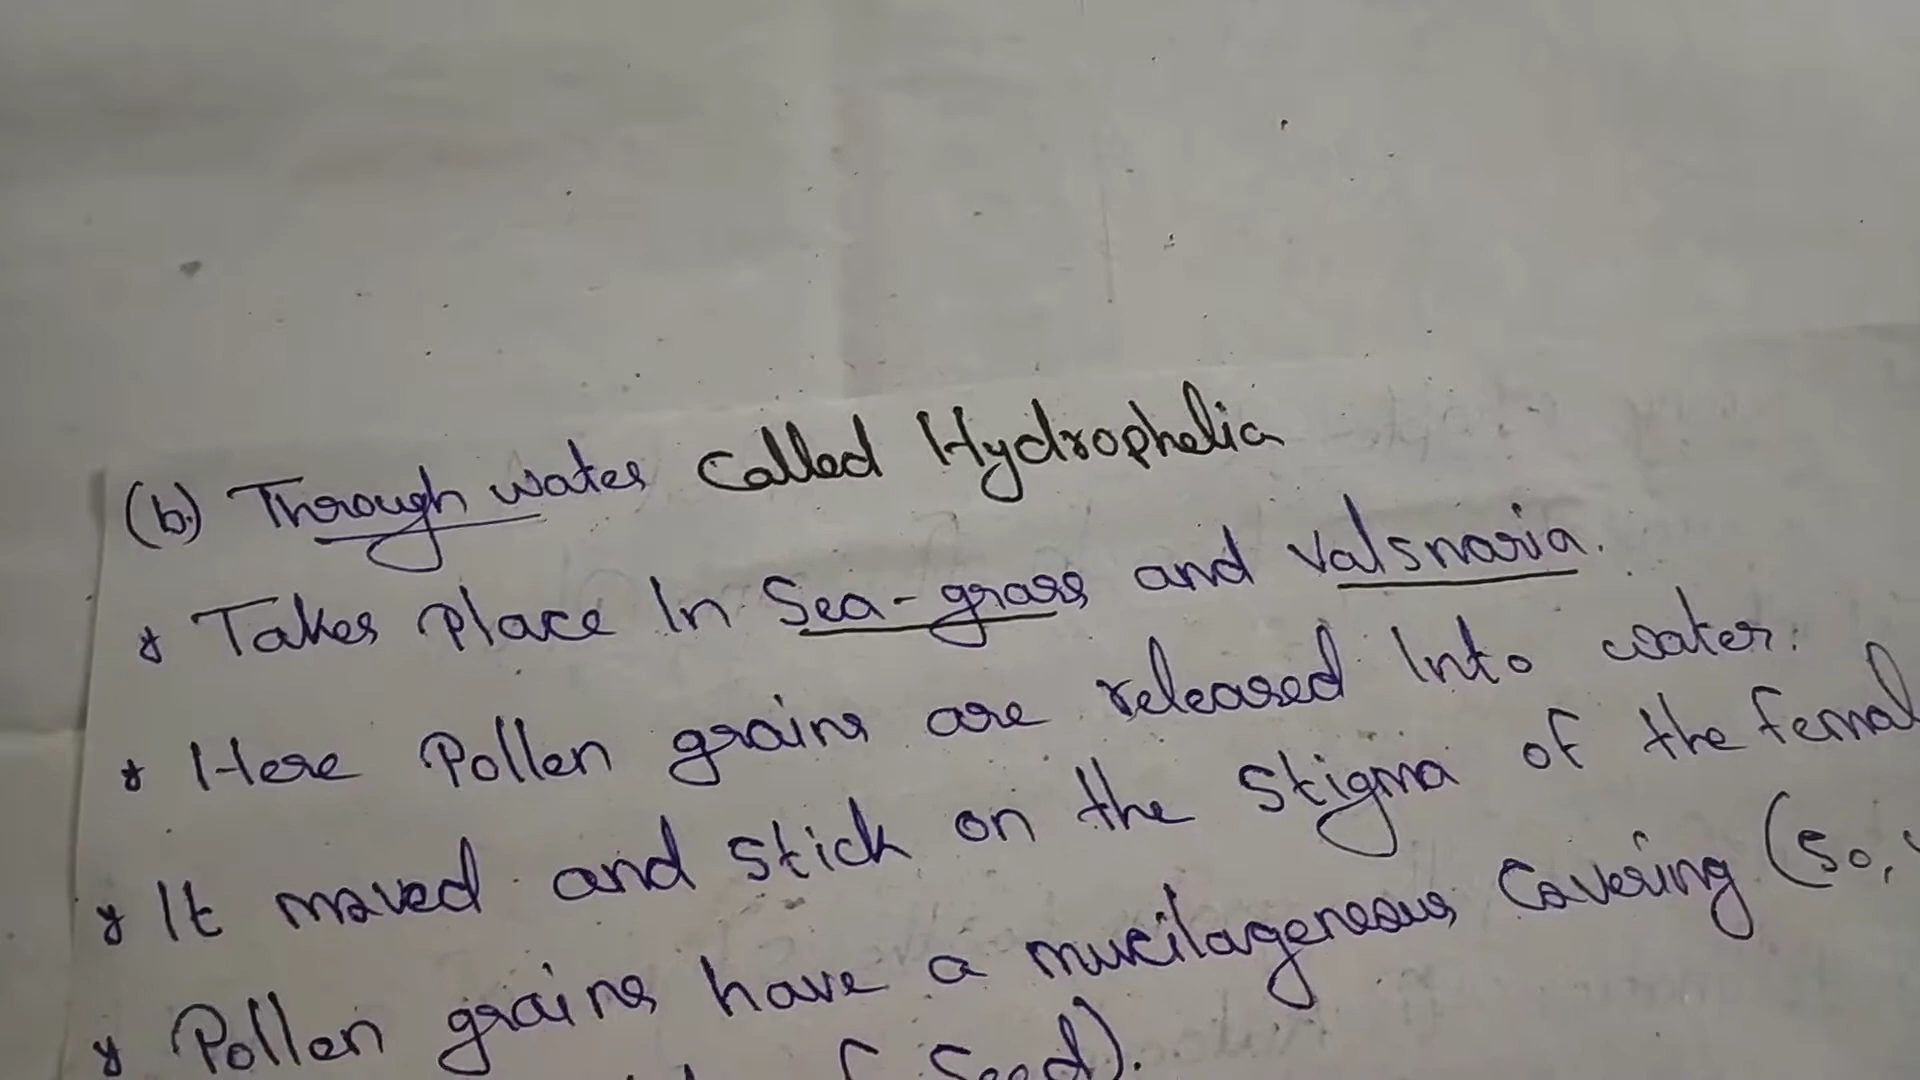 (b) Through water called Hydrophelia
* Takes place In Sea-grass and Valsnaria.
* Here Pollen grains are released Into water.
* It moved and stick on the stigma of the femal
* Pollen grains have a mucilageneous Covering (So,
Seed).